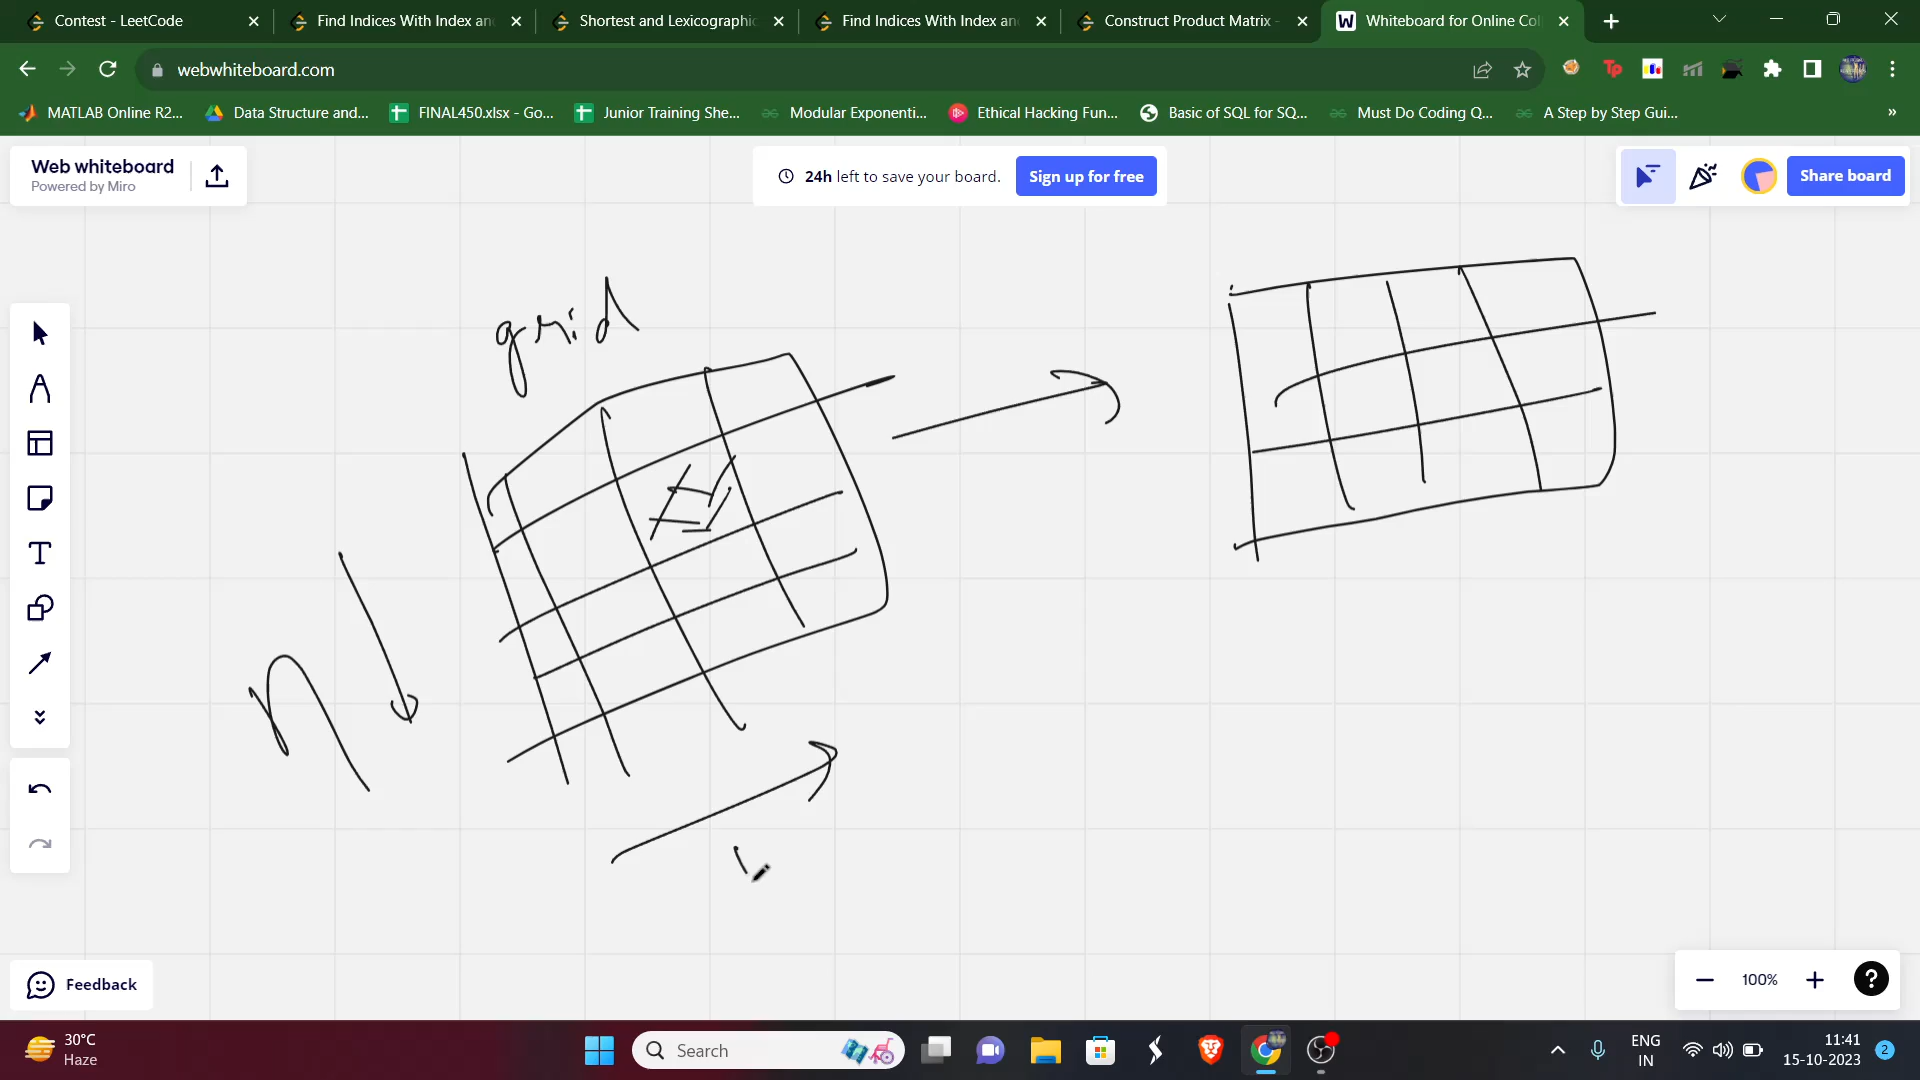 Contest - LeetCode
Find Indices With Index an
Shortest and Lexicographic
Find Indices With Index an
Construct Product Matrix -
Whiteboard for Online Col
webwhiteboard.com
MATLAB Online R2...
Data Structure and...
FINAL450.xlsx - Go...
Junior Training She...
Modular Exponenti...
Ethical Hacking Fun...
Basic of SQL for SQ...
Must Do Coding Q...
A Step by Step Gui...
Web whiteboard
Powered by Miro
24h left to save your board.
Sign up for free
Share board
grid
n
Feedback
100%
30°C
Haze
Search
ENG
IN
11:41
15-10-2023
2